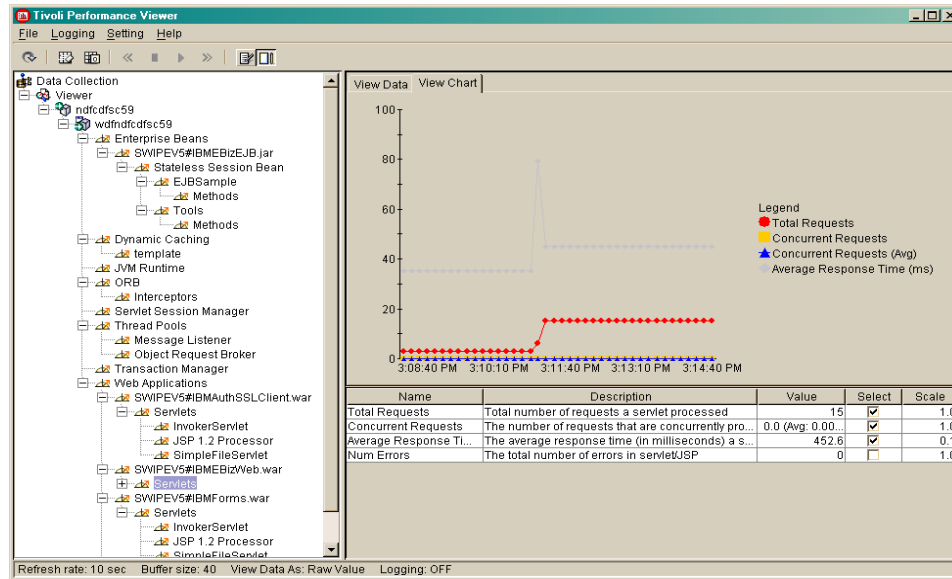 Tivoli Performance Viewer
File Logging Setting Help
Data Collection
Viewer
ndfcdfsc59
wdfndfcdfsc59
Enterprise Beans
SWIPEV5#IBMEBizEJB.jar
Stateless Session Bean
EJBSample
Methods
Tools
Methods
Dynamic Caching
template
JVM Runtime
ORB
Interceptors
Servlet Session Manager
Thread Pools
Message Listener
Object Request Broker
Transaction Manager
Web Applications
SWIPEV5#IBMAuthSSLClient.war
Servlets
InvokerServlet
JSP 1.2 Processor
SimpleFileServlet
SWIPEV5#IBMEBizWeb.war
Servlets
SWIPEV5#IBMForms.war
Servlets
InvokerServlet
JSP 1.2 Processor
SimpleFileServlet
View Data View Chart
100
80
60
40
20
0
3:08:40 PM 3:10:10 PM 3:11:40 PM 3:13:10 PM 3:14:40 PM
Legend
Total Requests
Concurrent Requests
Concurrent Requests (Avg)
Average Response Time (ms)
Name Description Value Select Scale
Total Requests Total number of requests a servlet processed 15 1.0
Concurrent Requests The number of requests that are concurrently pro... 0.0 (Avg: 0.00... 1.0
Average Response Ti... The average response time (in milliseconds) a s... 452.6 0.1
Num Errors The total number of errors in servlet/JSP 0 1.0
Refresh rate: 10 sec Buffer size: 40 View Data As: Raw Value Logging: OFF